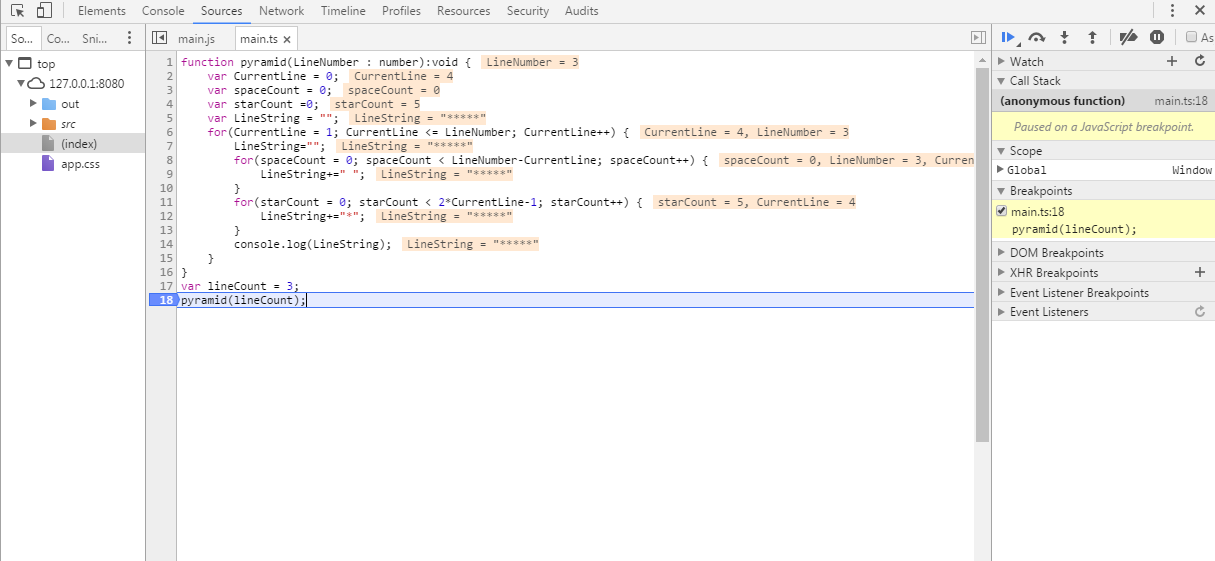 Elements Console Sources Network Timeline Profiles Resources Security Audits
So... Co... Sni...
main.js main.ts
As
top
127.0.0.1:8080
out
src
(index)
app.css
1 function pyramid(LineNumber : number):void { LineNumber = 3
2 var CurrentLine = 0; CurrentLine = 4
3 var spaceCount = 0; spaceCount = 0
4 var starCount =0; starCount = 5
5 var LineString = ""; LineString = "*****"
6 for(CurrentLine = 1; CurrentLine <= LineNumber; CurrentLine++) { CurrentLine = 4, LineNumber = 3
7 LineString=""; LineString = "*****"
8 for(spaceCount = 0; spaceCount < LineNumber-CurrentLine; spaceCount++) { spaceCount = 0, LineNumber = 3, Curren
9 LineString+=" "; LineString = "*****"
10 }
11 for(starCount = 0; starCount < 2*CurrentLine-1; starCount++) { starCount = 5, CurrentLine = 4
12 LineString+="*"; LineString = "*****"
13 }
14 console.log(LineString); LineString = "*****"
15 }
16 }
17 var lineCount = 3;
18 pyramid(lineCount);
Watch
Call Stack
(anonymous function) main.ts:18
Paused on a JavaScript breakpoint.
Scope
Global Window
Breakpoints
main.ts:18
pyramid(lineCount);
DOM Breakpoints
XHR Breakpoints
Event Listener Breakpoints
Event Listeners